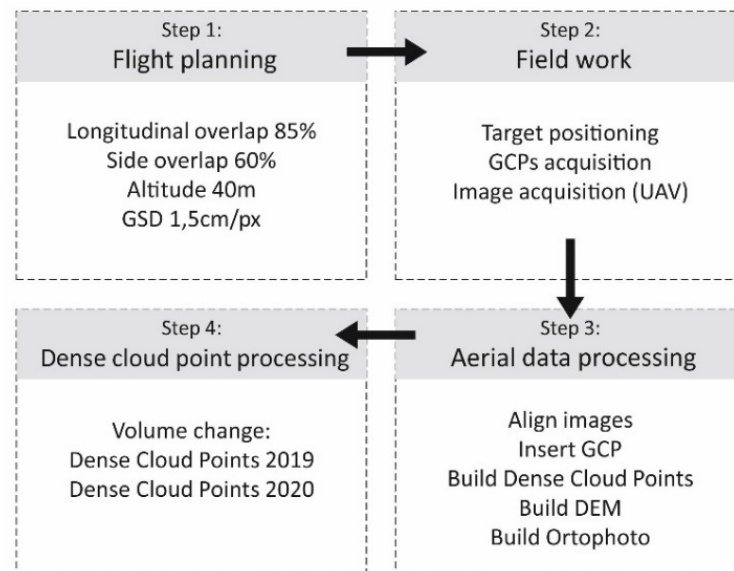 Step 1:
Flight planning
Longitudinal overlap 85%
Side overlap 60%
Altitude 40m
GSD 1,5cm/px
Step 2:
Field work
Target positioning
GCPs acquisition
Image acquisition (UAV)
Step 3:
Aerial data processing
Align images
Insert GCP
Build Dense Cloud Points
Build DEM
Build Ortophoto
Step 4:
Dense cloud point processing
Volume change:
Dense Cloud Points 2019
Dense Cloud Points 2020